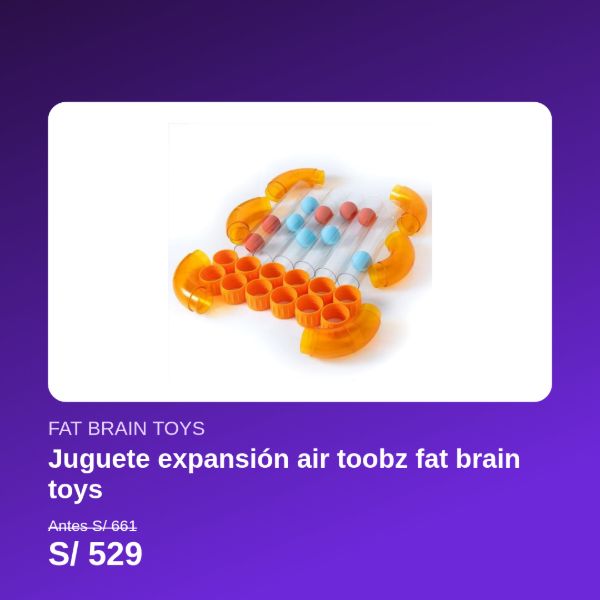 FAT BRAIN TOYS
Juguete expansión air toobz fat brain
toys
Antes S/ 661
S/ 529